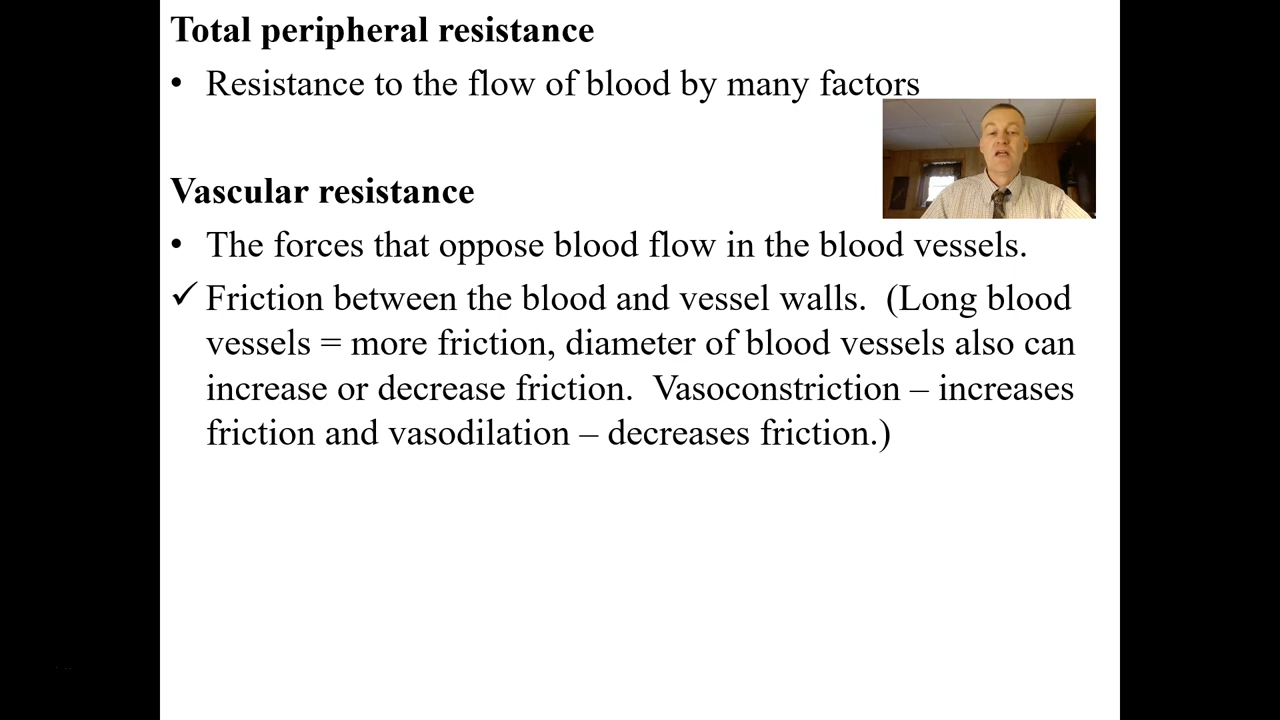 Total peripheral resistance
• Resistance to the flow of blood by many factors
Vascular resistance
• The forces that oppose blood flow in the blood vessels.
✓ Friction between the blood and vessel walls.  (Long blood
vessels = more friction, diameter of blood vessels also can
increase or decrease friction.  Vasoconstriction – increases
friction and vasodilation – decreases friction.)